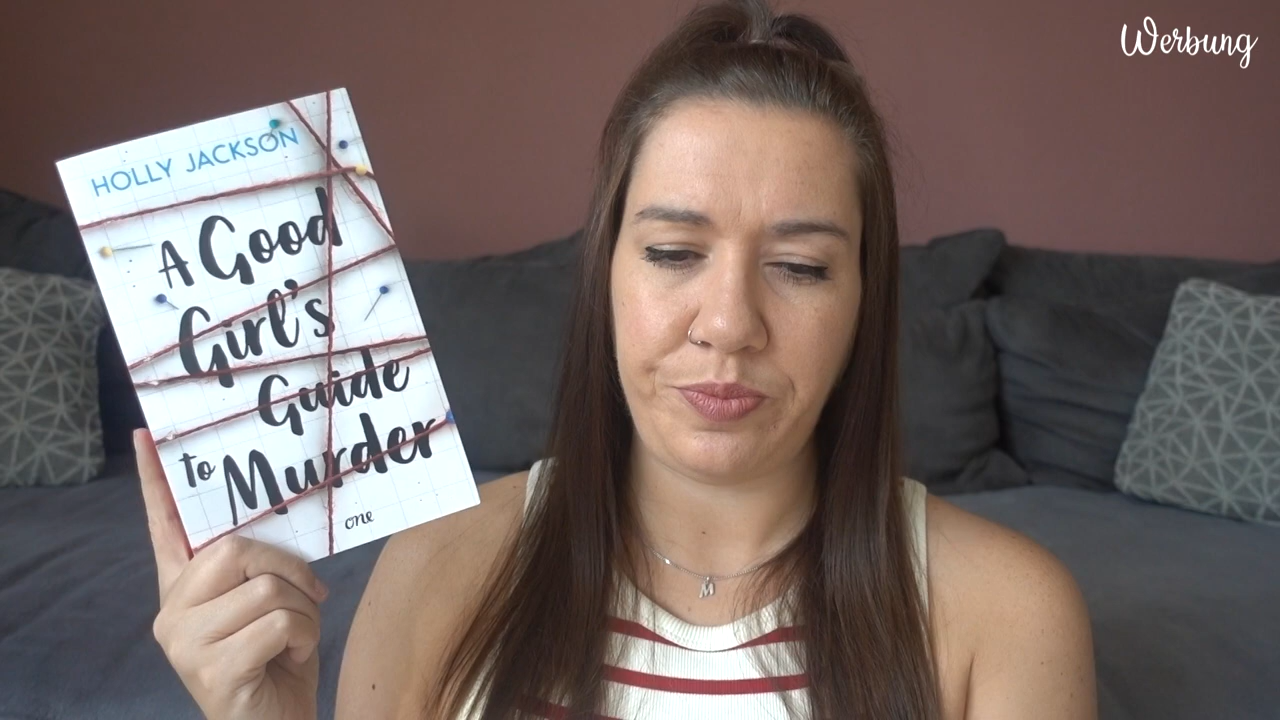 Werbung
HOLLY JACKSON
A Good
Girl's
Guide
to Murder
one
M